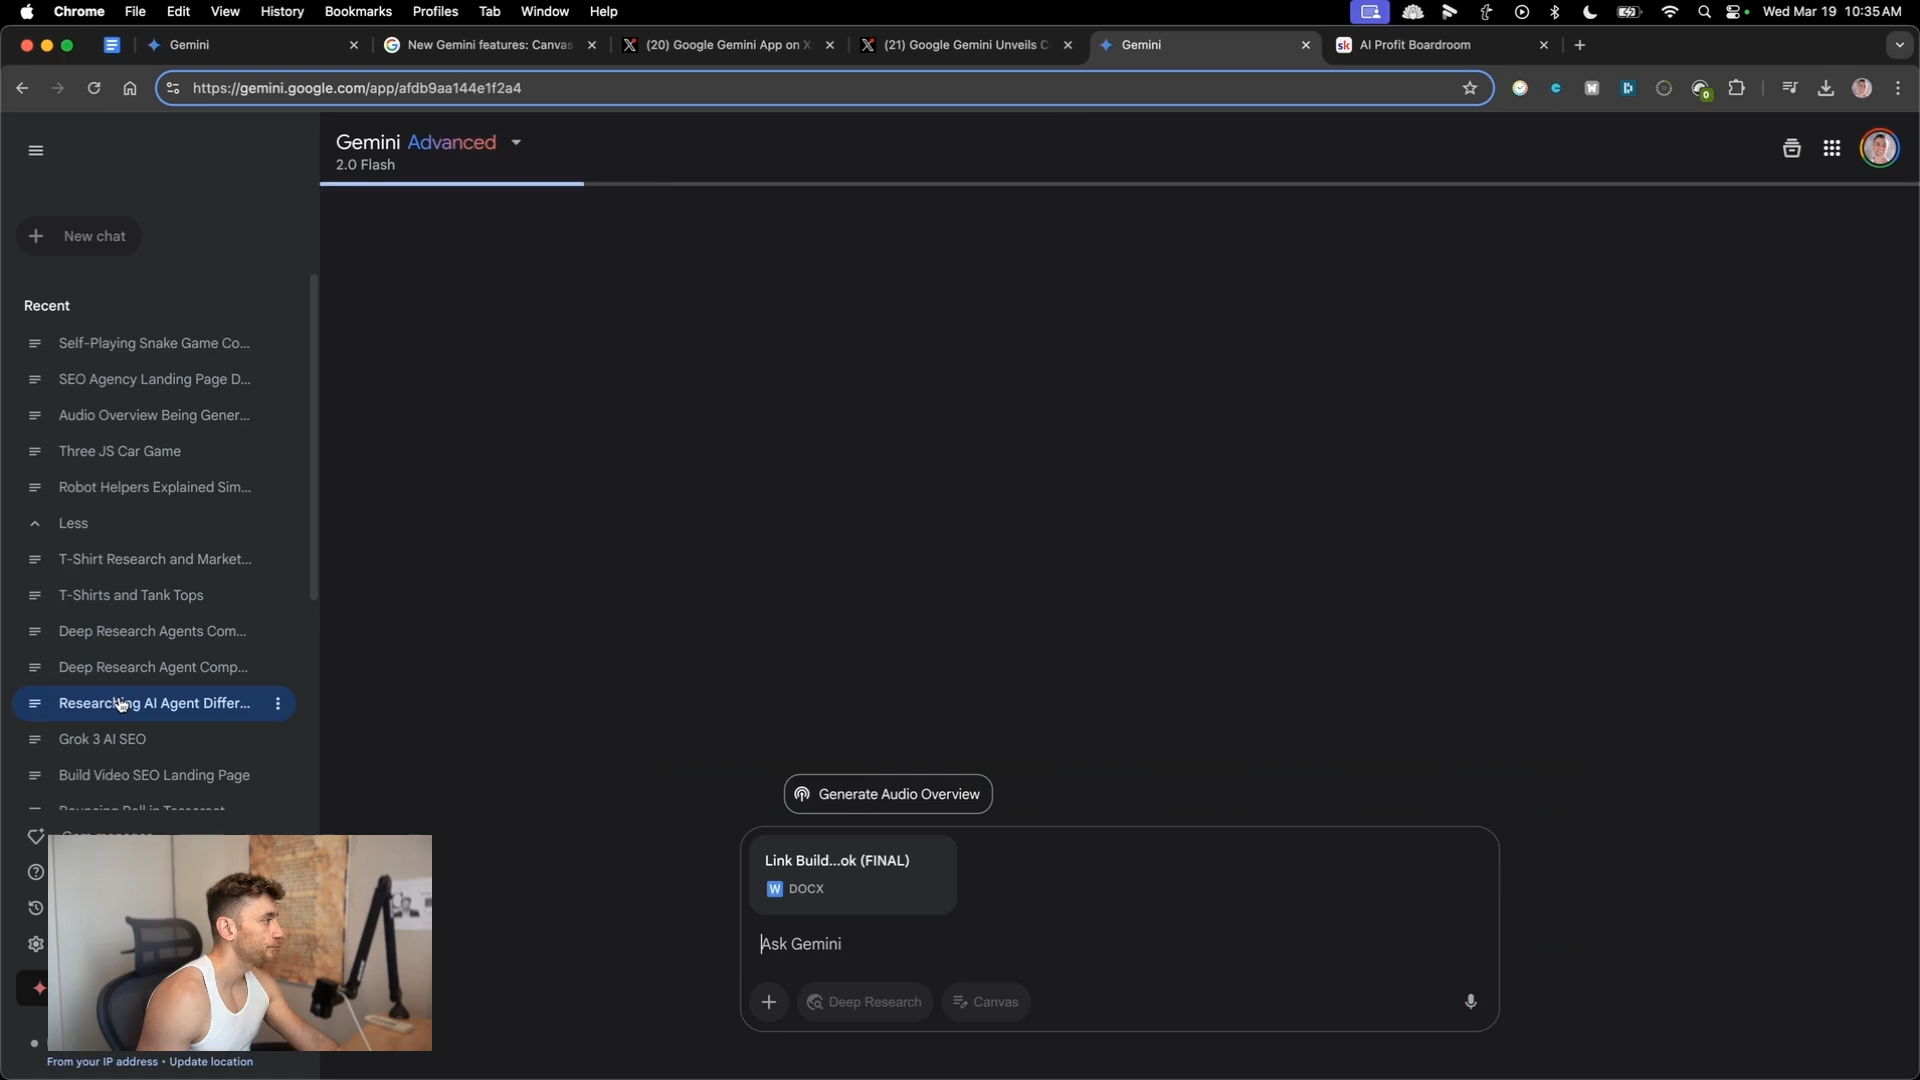 Chrome File Edit View History Bookmarks Profiles Tab Window Help
Wed Mar 19 10:35 AM
Gemini
New Gemini features: Canvas
(20) Google Gemini App on X
(21) Google Gemini Unveils C
Gemini
AI Profit Boardroom
https://gemini.google.com/app/afdb9aa144e1f2a4
0
Gemini Advanced
2.0 Flash
New chat
Recent
Self-Playing Snake Game Co...
SEO Agency Landing Page D...
Audio Overview Being Gener...
Three JS Car Game
Robot Helpers Explained Sim...
Less
T-Shirt Research and Market...
T-Shirts and Tank Tops
Deep Research Agents Com...
Deep Research Agent Comp...
Researching AI Agent Differ...
Grok 3 AI SEO
Build Video SEO Landing Page
From your IP address • Update location
Generate Audio Overview
Link Build...ok (FINAL)
W DOCX
Ask Gemini
Deep Research
Canvas